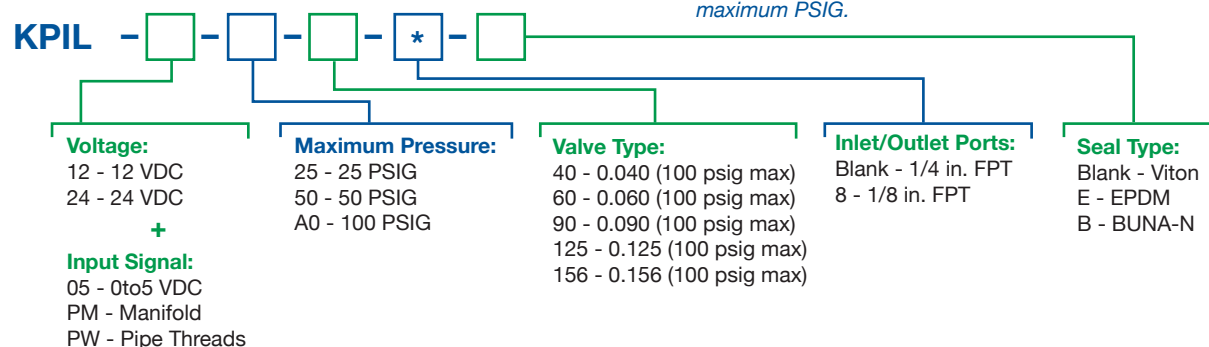 maximum PSIG.
KPIL - - - - * -
Voltage:
12 - 12 VDC
24 - 24 VDC
+
Input Signal:
05 - 0to5 VDC
PM - Manifold
PW - Pipe Threads
Maximum Pressure:
25 - 25 PSIG
50 - 50 PSIG
A0 - 100 PSIG
Valve Type:
40 - 0.040 (100 psig max)
60 - 0.060 (100 psig max)
90 - 0.090 (100 psig max)
125 - 0.125 (100 psig max)
156 - 0.156 (100 psig max)
Inlet/Outlet Ports:
Blank - 1/4 in. FPT
8 - 1/8 in. FPT
Seal Type:
Blank - Viton
E - EPDM
B - BUNA-N